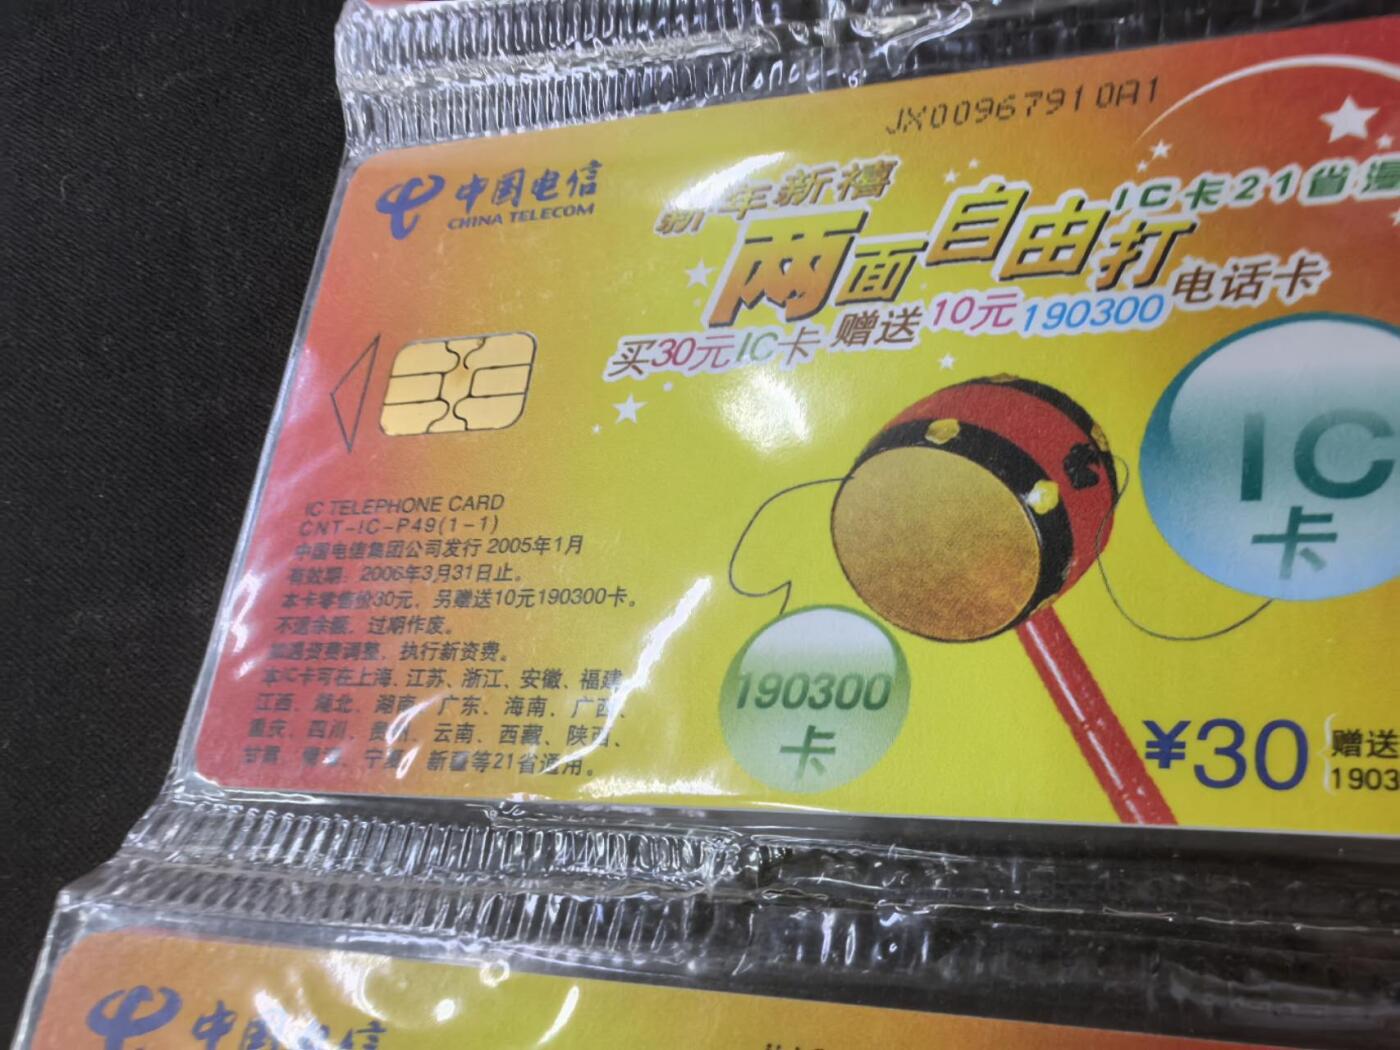 JX00967910A1
中国电信
CHINA TELECOM
新年新禧
IC卡21省漫
两面自由打
电话卡
买30元IC卡 赠送10元190300
IC
卡
IC TELEPHONE CARD
CNT-IC-P49(1-1)
中国电信集团公司发行 2005年1月
有效期：2006年3月31日止。
本卡零售价30元，另赠送10元190300卡。
不退余额，过期作废。
如遇资费调整，执行新资费。
本IC卡可在上海、江苏、浙江、安徽、福建、
江西、湖北、湖南、广东、海南、广西、
重庆、四川、贵州、云南、西藏、陕西、
甘肃、青海、宁夏、新疆等21省通用。
190300
卡
¥30
赠送
1903
中国电信